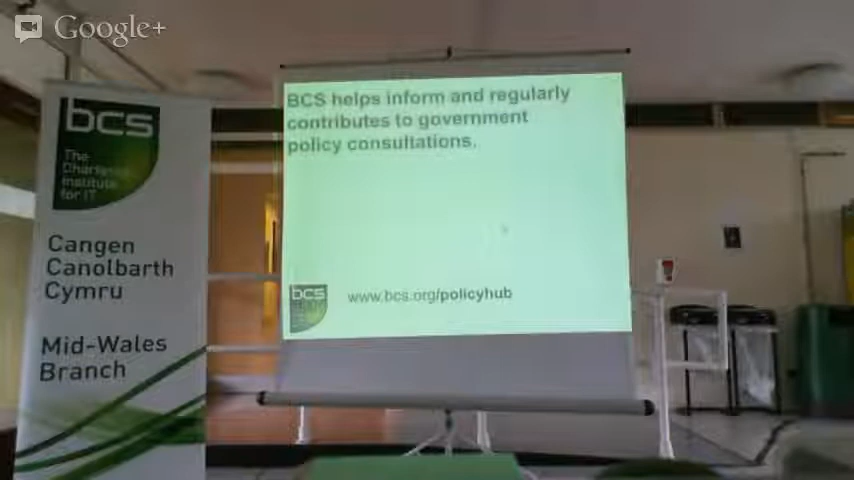 Google+
bcs
The
Chartered
Institute
for IT
Cangen
Canolbarth
Cymru
Mid-Wales
Branch
BCS helps inform and regularly
contributes to government
policy consultations.
bcs
www.bcs.org/policyhub